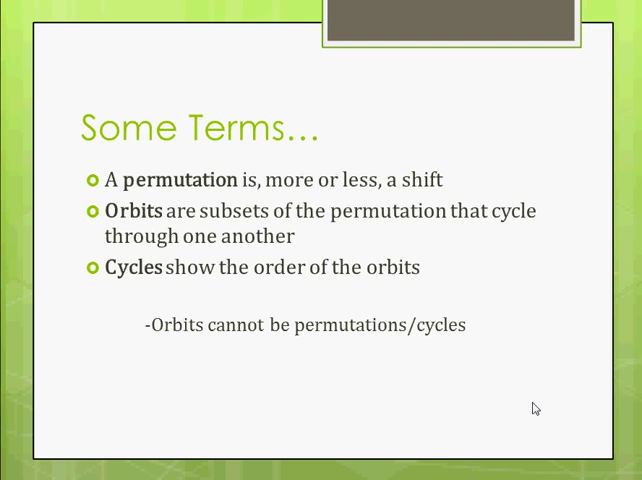 Some Terms...
A permutation is, more or less, a shift
Orbits are subsets of the permutation that cycle
through one another
Cycles show the order of the orbits
-Orbits cannot be permutations/cycles